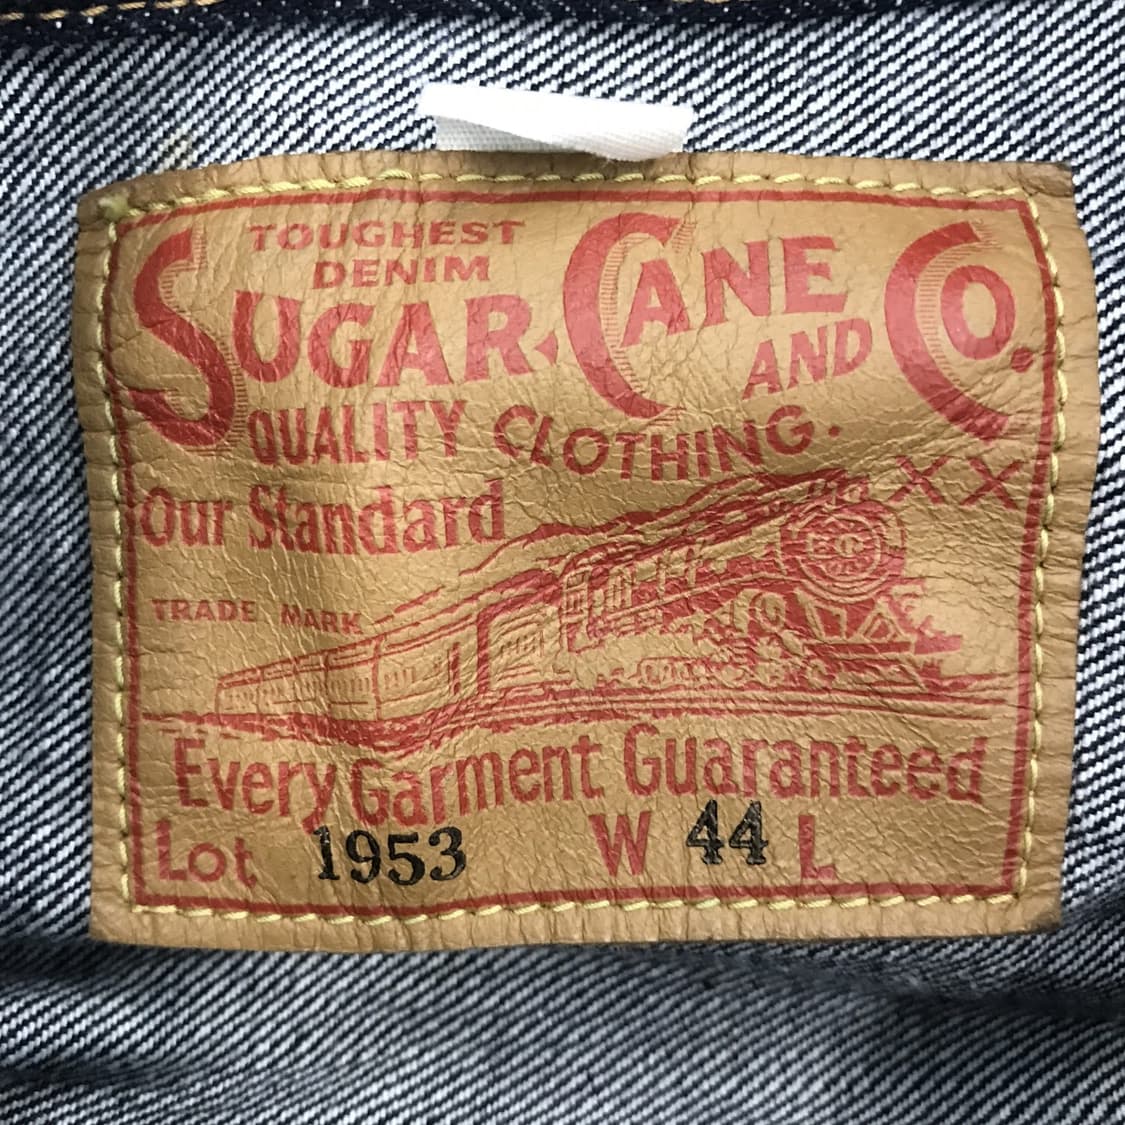 TOUGHEST
DENIM
SUGAR CANE AND CO.
QUALITY CLOTHING.
XX
Our Standard
TRADE MARK
Every Garment Guaranteed
Lot 1953 W 44 L